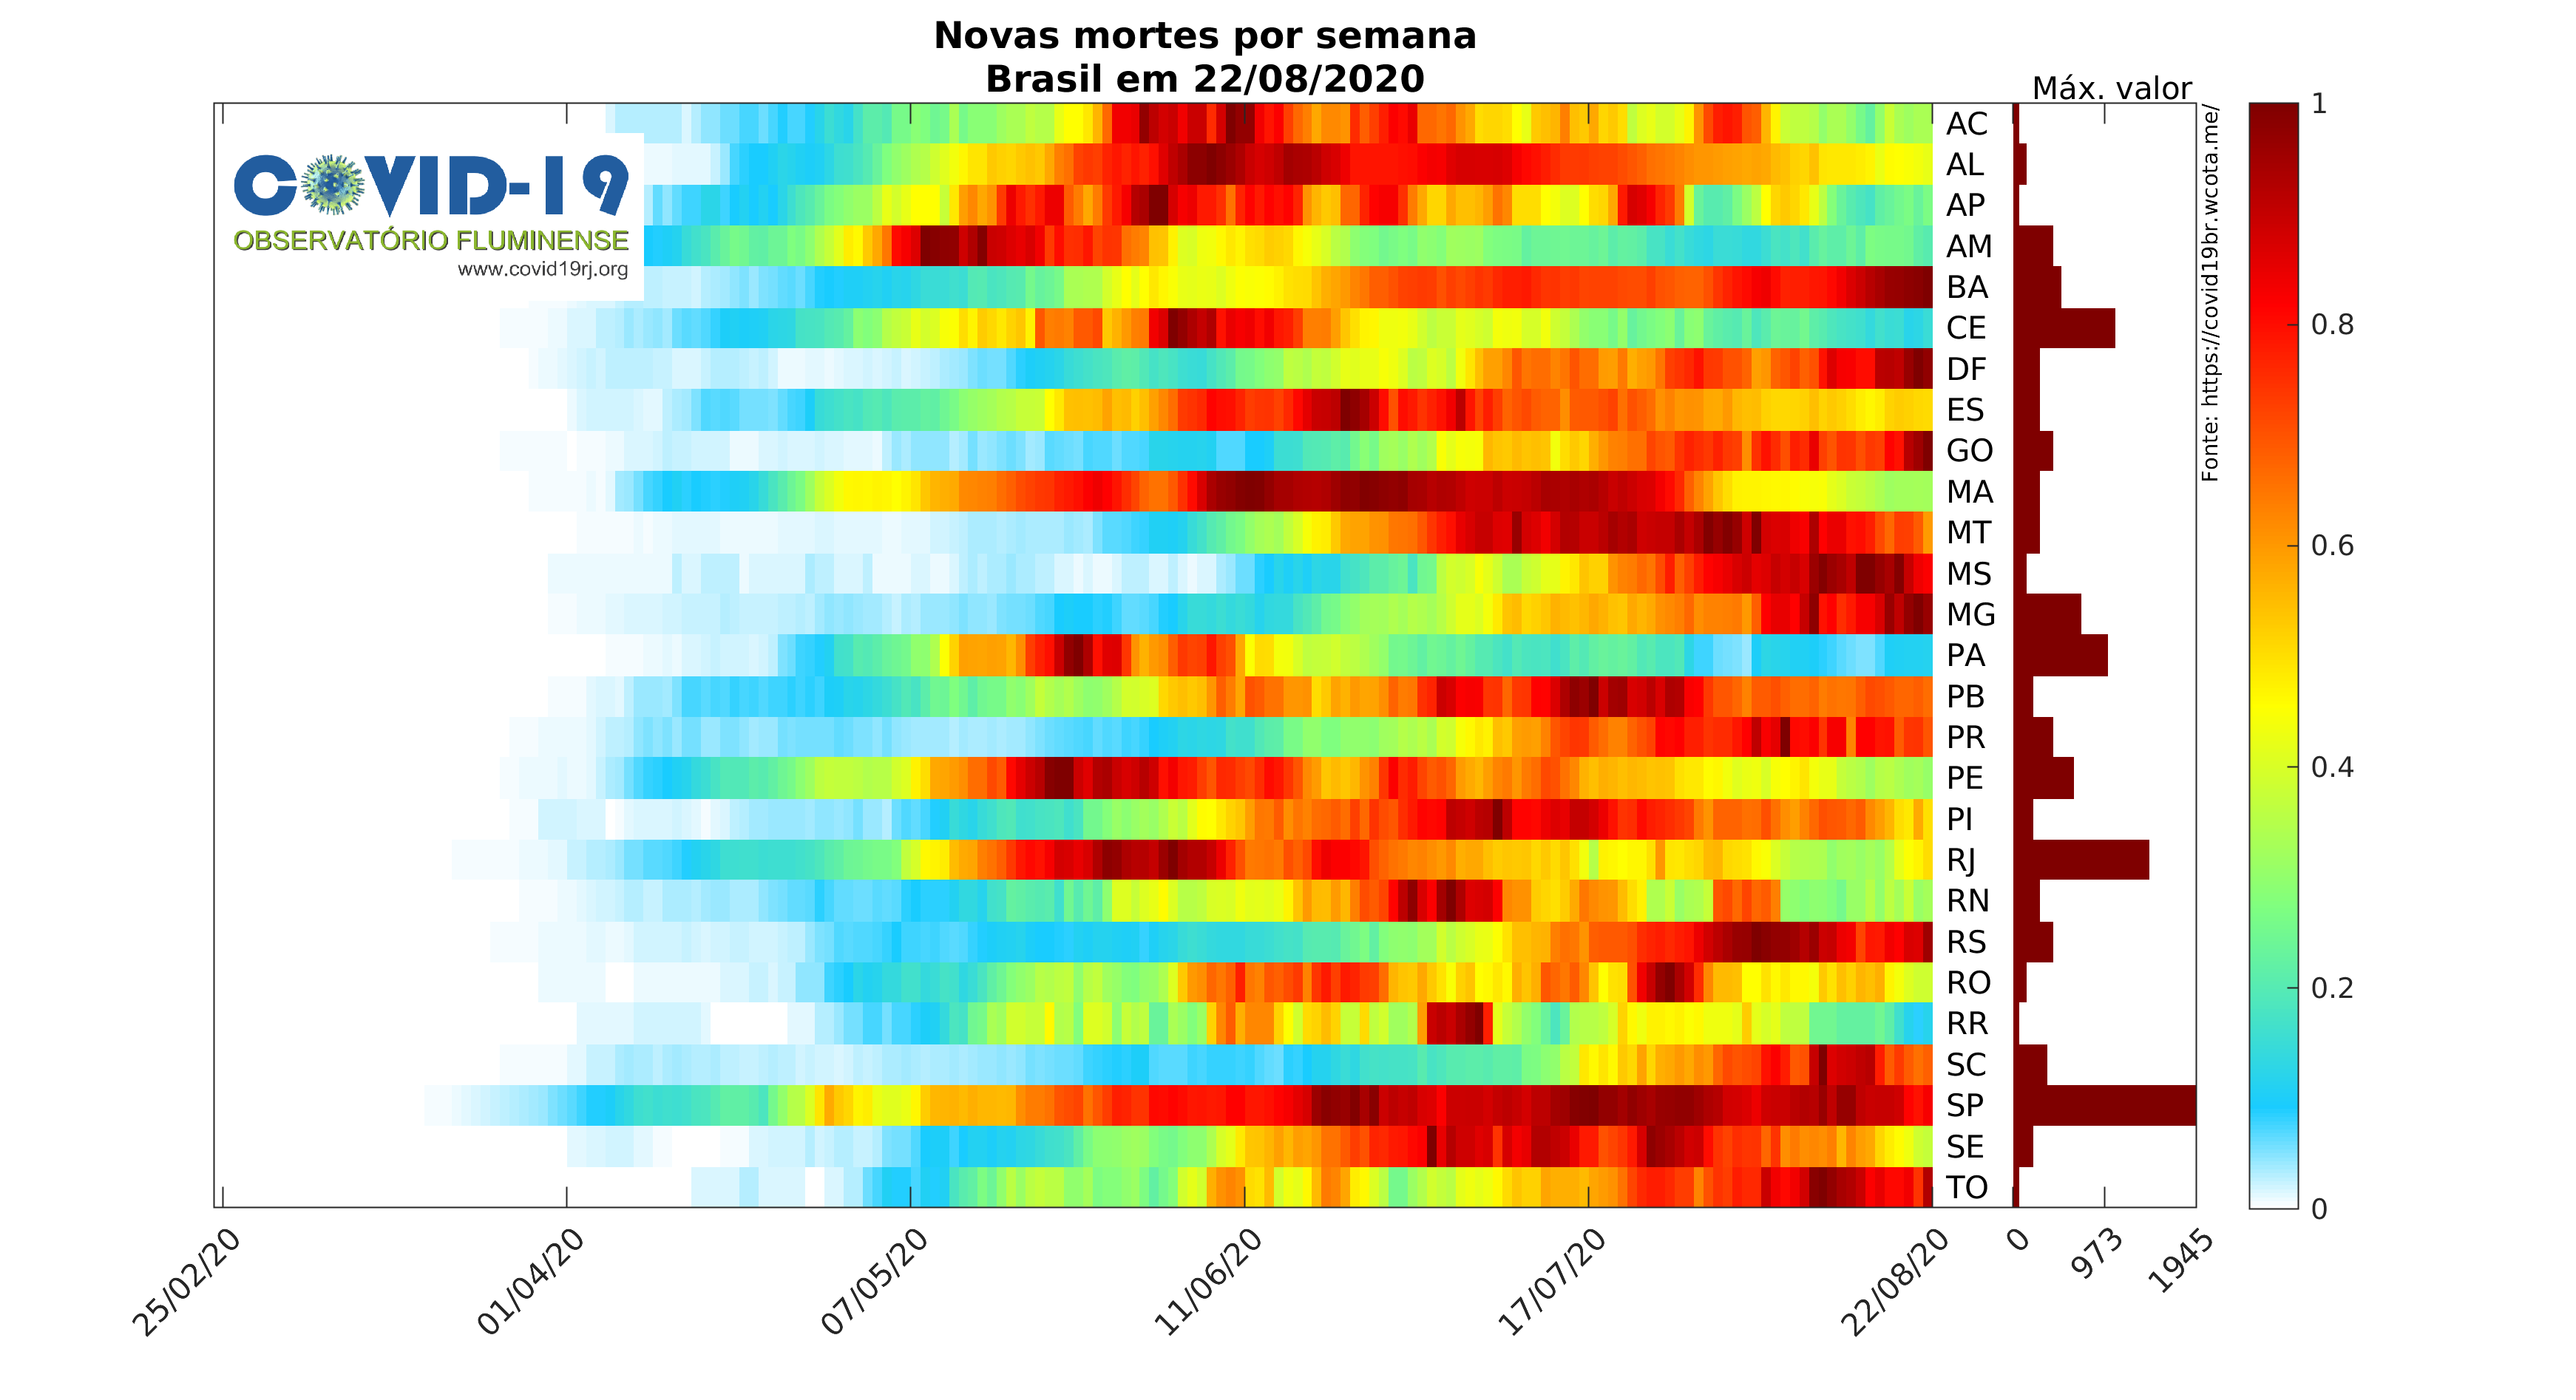 Novas mortes por semana
Brasil em 22/08/2020
Máx. valor
COVID-19
OBSERVATÓRIO FLUMINENSE
www.covid19rj.org
AC
AL
AP
AM
BA
CE
DF
ES
GO
MA
MT
MS
MG
PA
PB
PR
PE
PI
RJ
RN
RS
RO
RR
SC
SP
SE
TO
Fonte: https://covid19br.wcota.me/
1
0.8
0.6
0.4
0.2
0
25/02/20
01/04/20
07/05/20
11/06/20
17/07/20
22/08/20
0
973
1945